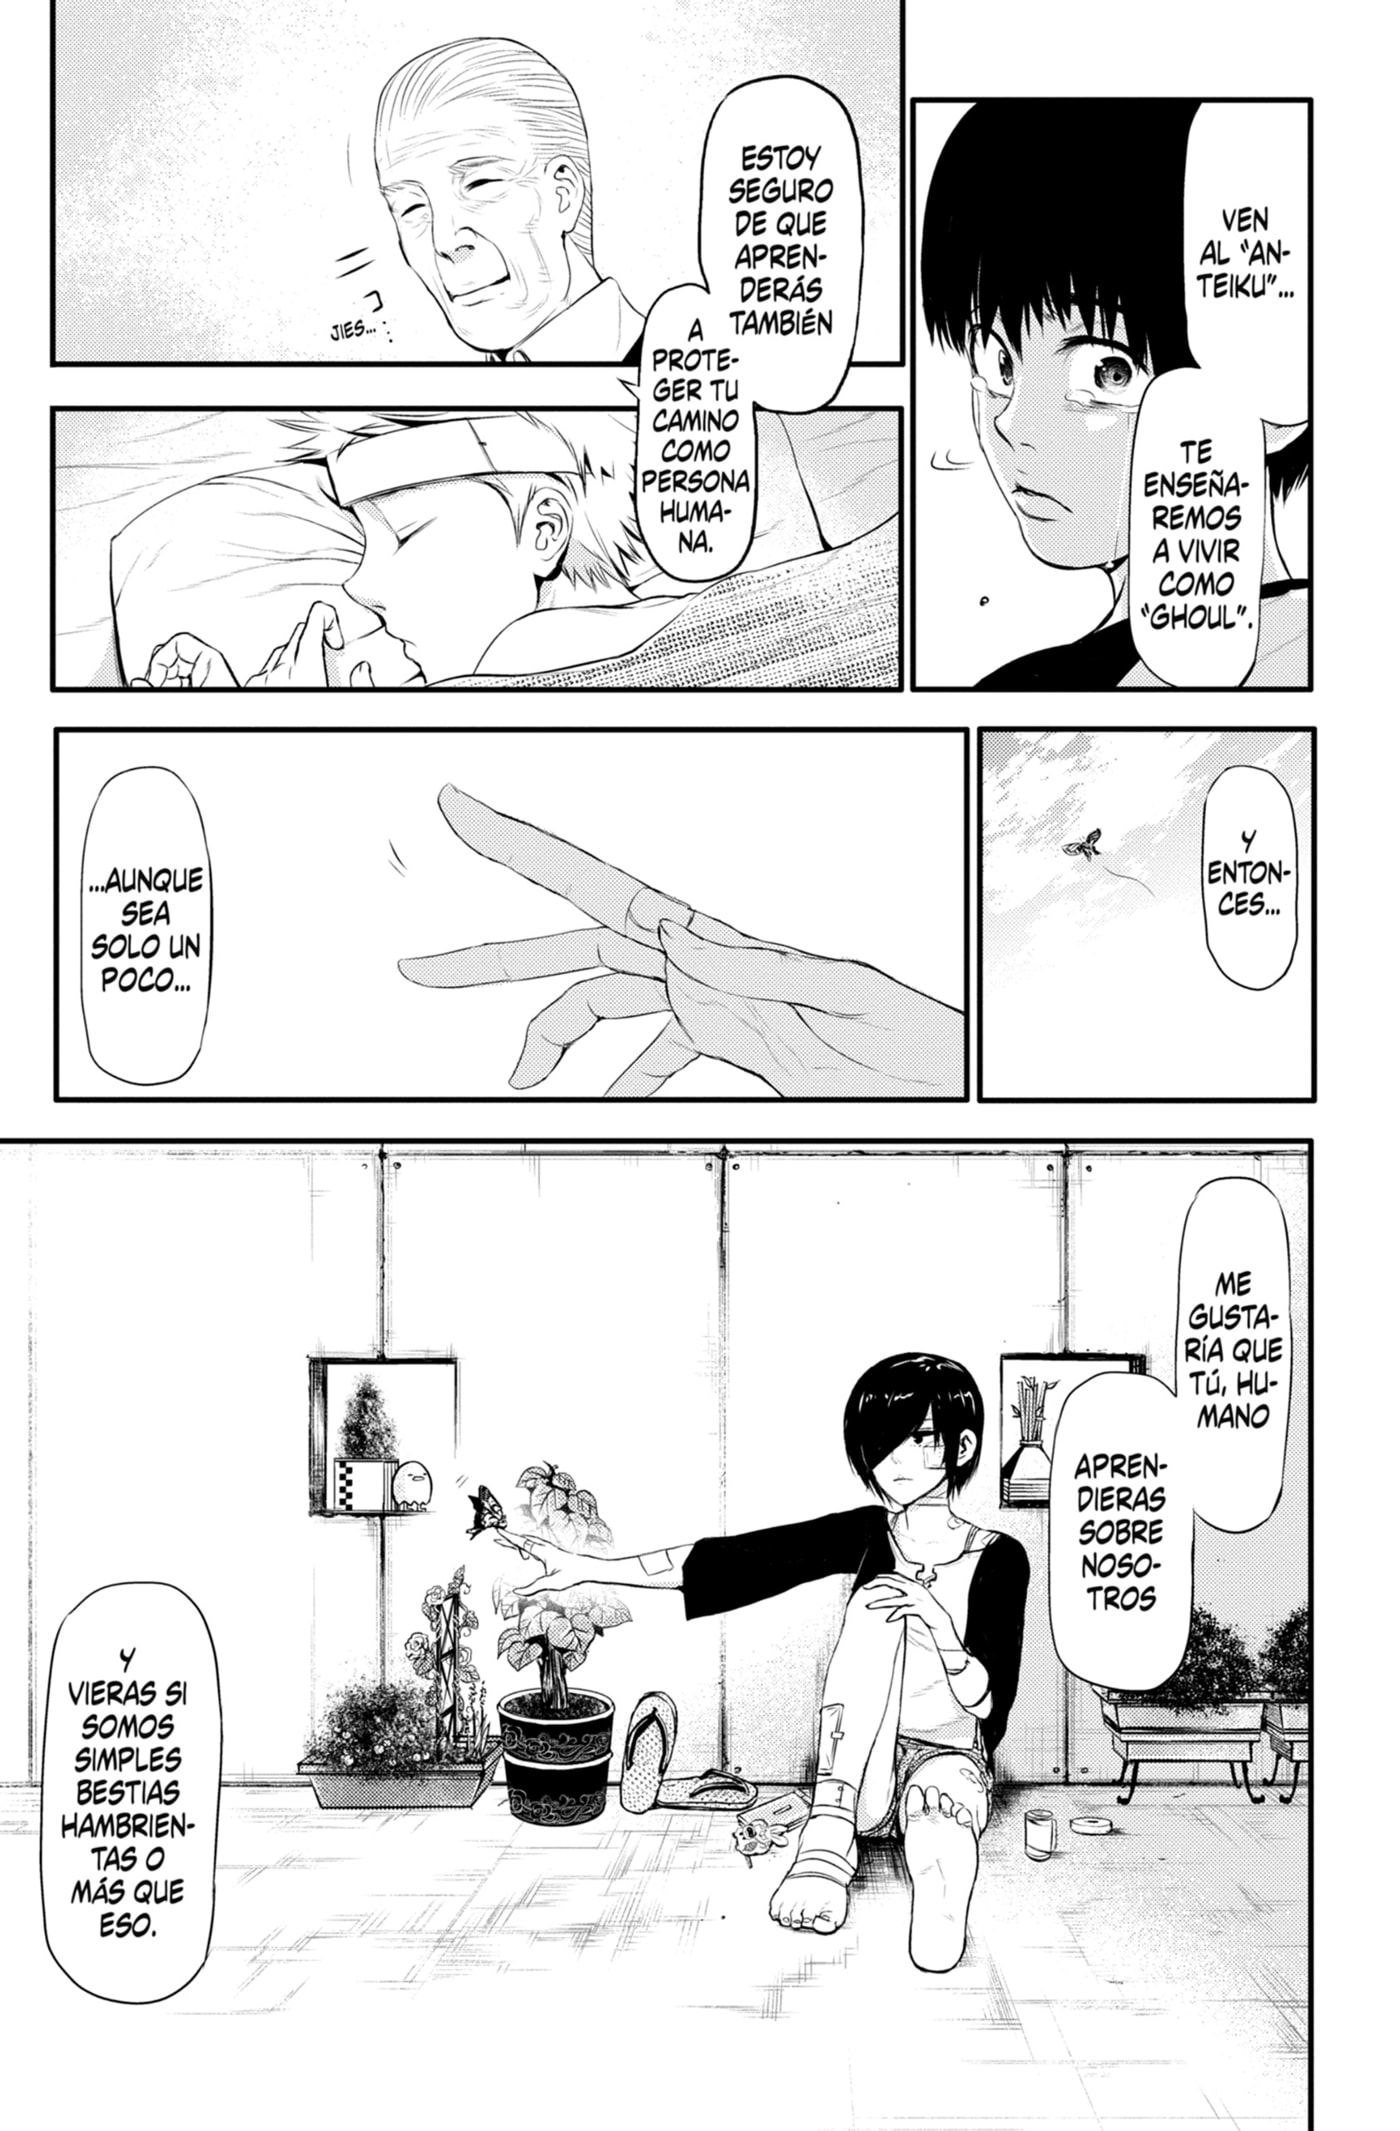 VEN
AL "AN-
TEIKU"...
TE
ENSEÑA-
REMOS
A VIVIR
COMO
"GHOUL".
ESTOY
SEGURO
DE QUE
APREN-
DERÁS
TAMBIÉN
A
PROTE-
GER TU
CAMINO
COMO
PERSONA
HUMA-
NA.
JIES...
Y
ENTON-
CES...
...AUNQUE
SEA
SOLO UN
POCO...
ME
GUSTA-
RÍA QUE
TÚ, HU-
MANO
APREN-
DIERAS
SOBRE
NOSO-
TROS
Y
VIERAS SI
SOMOS
SIMPLES
BESTIAS
HAMBRIEN-
TAS O
MÁS QUE
ESO.